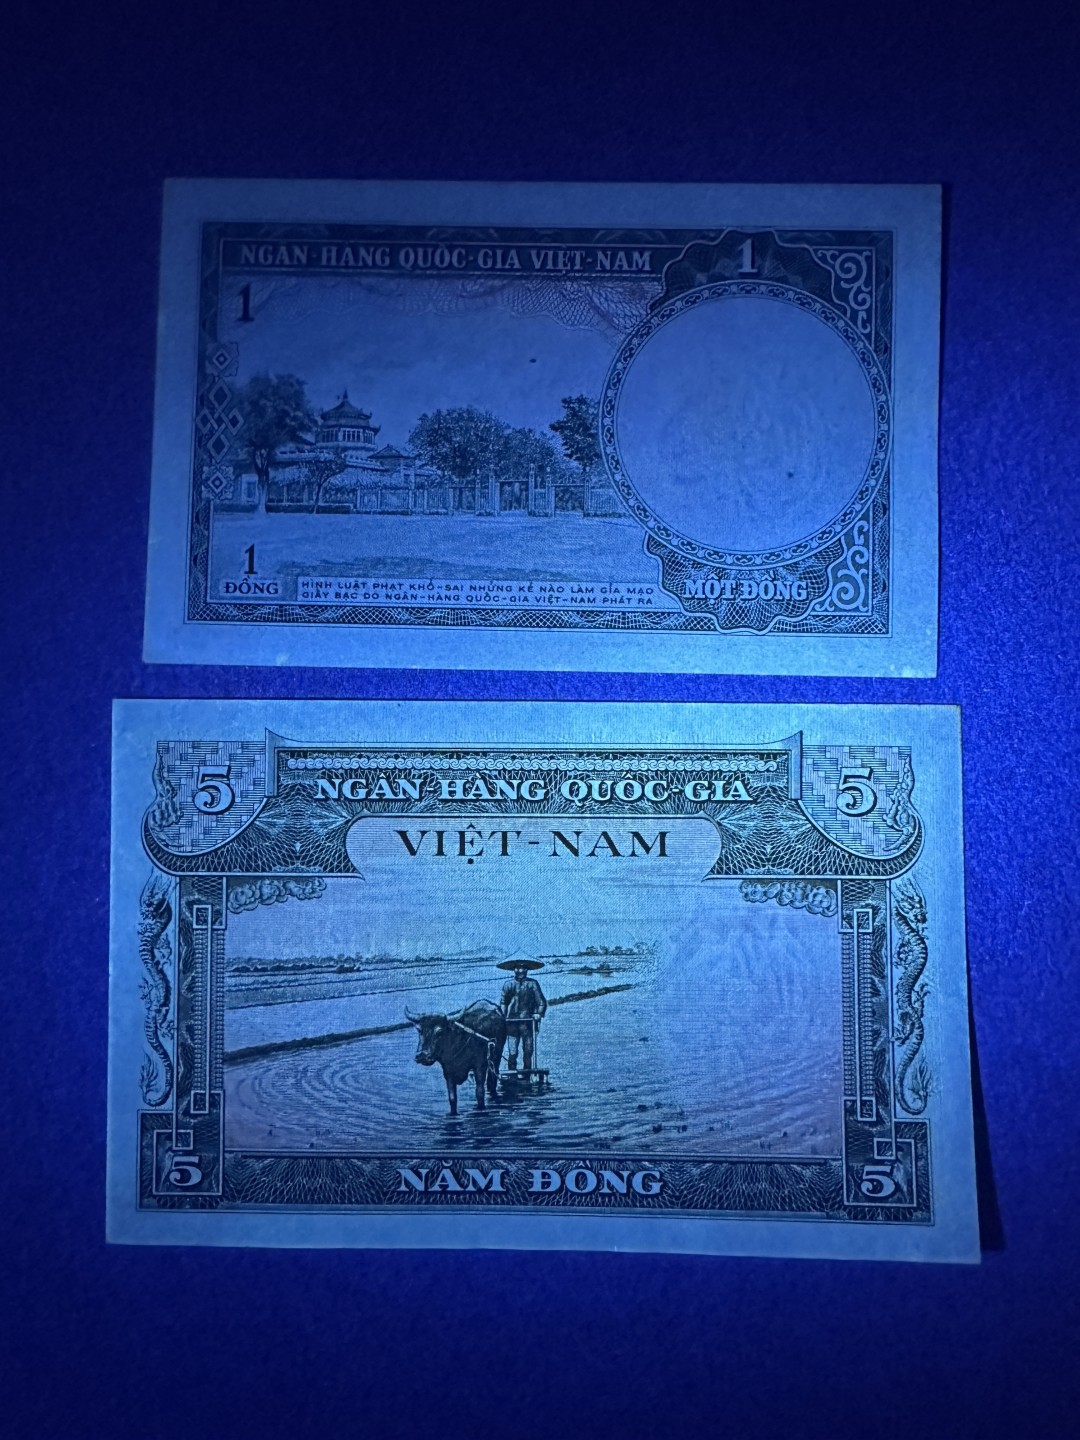 NGÂN-HÀNG QUỐC-GIA VIỆT-NAM
1
1
1
ĐỒNG
HÌNH LUẬT PHẠT KHỔ-SAI NHỮNG KẺ NÀO LÀM GIẢ MẠO
GIẤY BẠC DO NGÂN-HÀNG QUỐC-GIA VIỆT-NAM PHÁT RA
MỘT ĐỒNG
5
NGÂN-HÀNG QUỐC-GIA
5
VIỆT-NAM
5
NĂM ĐỒNG
5